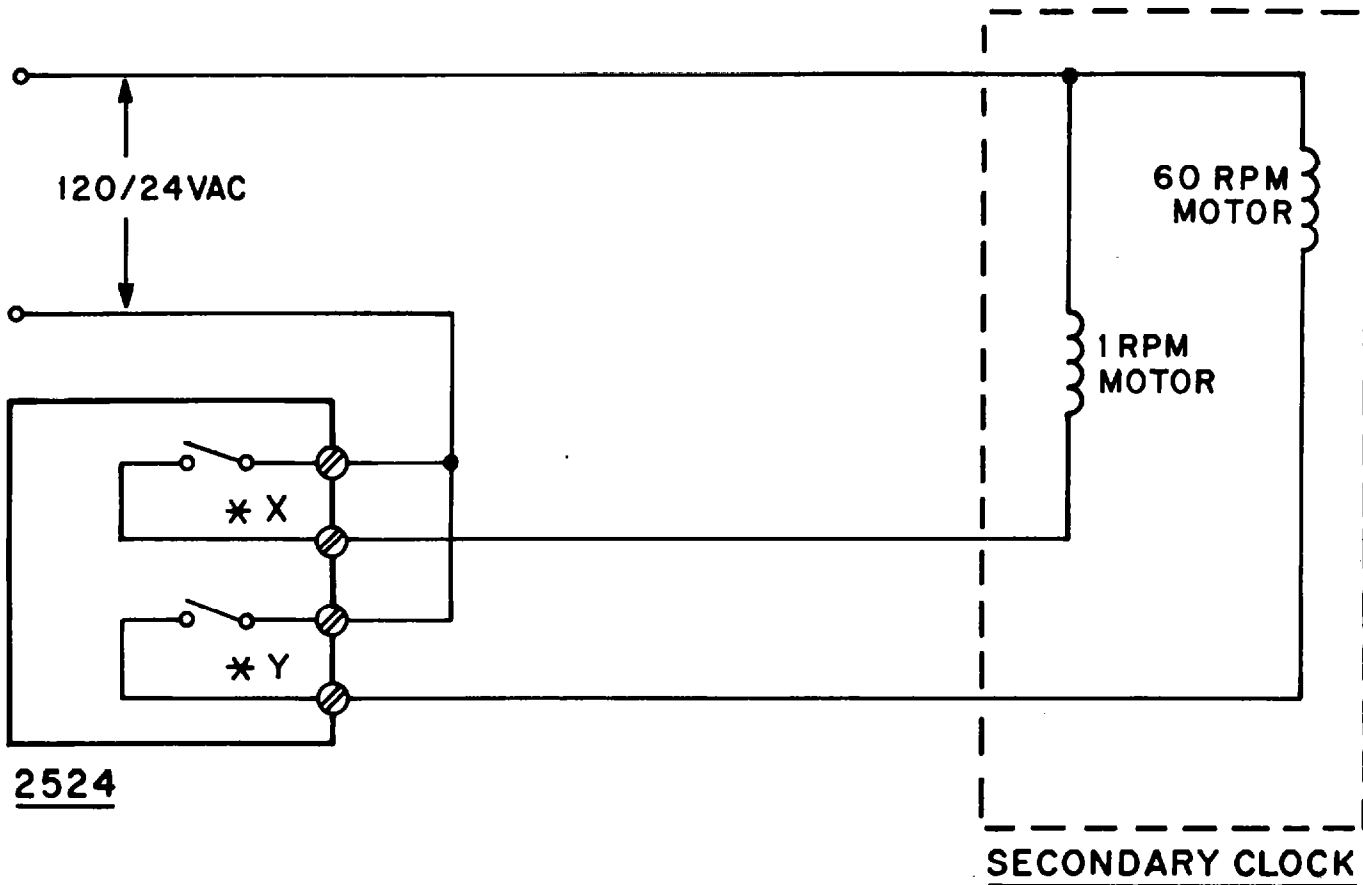 120/24VAC
60 RPM
MOTOR
1 RPM
MOTOR
* X
* Y
2524
SECONDARY CLOCK